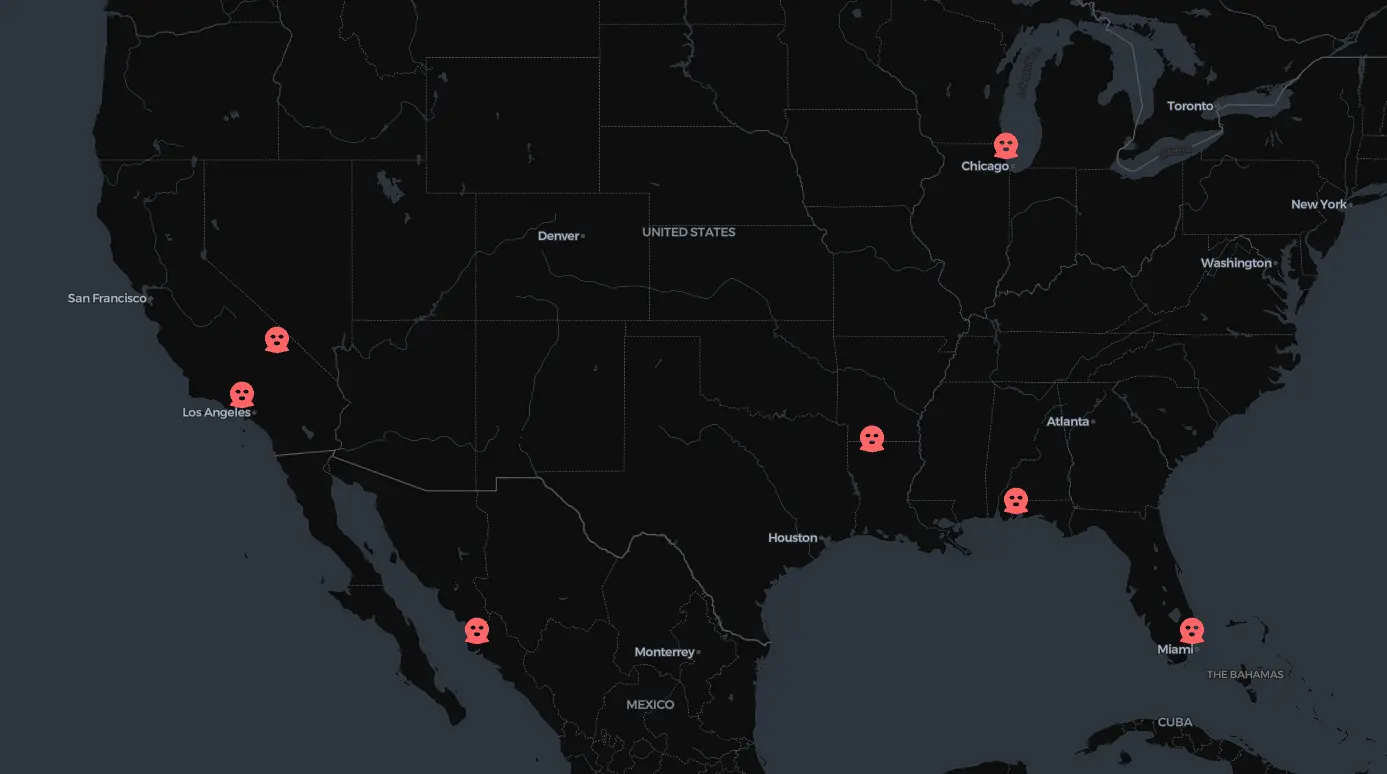 Toronto
Chicago
New York
Denver
UNITED STATES
Washington
San Francisco
Los Angeles
Atlanta
Houston
Miami
Monterrey
THE BAHAMAS
MEXICO
CUBA